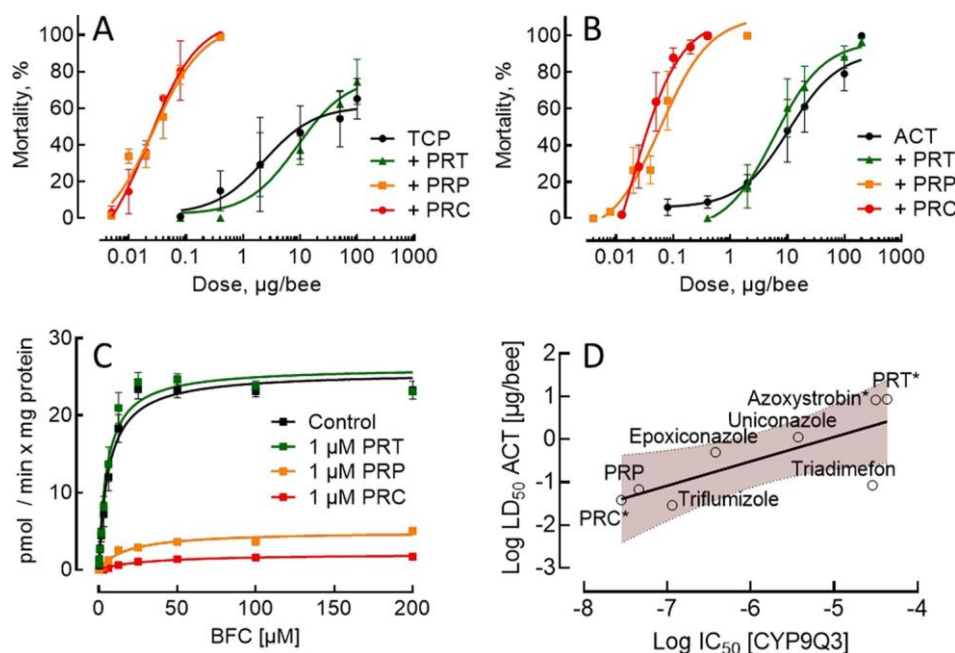 A
Mortality, %
100
80
60
40
20
0
0.01 0.1 1 10 100 1000
Dose, µg/bee
TCP
+ PRT
+ PRP
+ PRC
B
Mortality, %
100
80
60
40
20
0
0.01 0.1 1 10 100 1000
Dose, µg/bee
ACT
+ PRT
+ PRP
+ PRC
C
pmol / min x mg protein
30
20
10
0
0 50 100 150 200
BFC [µM]
Control
1 µM PRT
1 µM PRP
1 µM PRC
D
Log LD50 ACT [µg/bee]
2
1
0
-1
-2
-3
-8 -7 -6 -5 -4
Log IC50 [CYP9Q3]
PRT*
Azoxystrobin*
Uniconazole
Epoxiconazole
PRP
Triadimefon
Triflumizole
PRC*